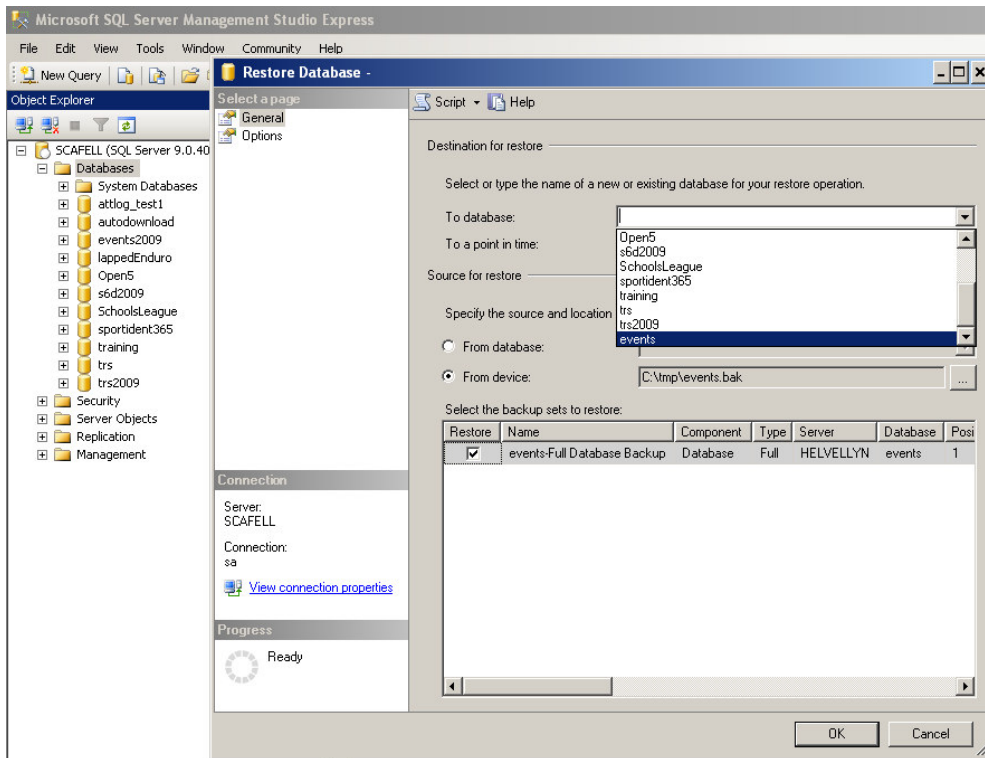 Microsoft SQL Server Management Studio Express
File Edit View Tools Window Community Help
New Query
Object Explorer
SCAFELL (SQL Server 9.0.40
Databases
System Databases
attlog_test1
autodownload
events2009
lappedEnduro
Open5
s6d2009
SchoolsLeague
sportident365
training
trs
trs2009
Security
Server Objects
Replication
Management
Restore Database -
Select a page
General
Options
Connection
Server:
SCAFELL
Connection:
sa
View connection properties
Progress
Ready
Script Help
Destination for restore
Select or type the name of a new or existing database for your restore operation.
To database:
To a point in time:
Open5
s6d2009
SchoolsLeague
sportident365
training
trs
trs2009
events
Source for restore
Specify the source and location
From database:
From device: C:\tmp\events.bak ...
Select the backup sets to restore:
Restore Name Component Type Server Database Posi
events-Full Database Backup Database Full HELVELLYN events 1
OK Cancel